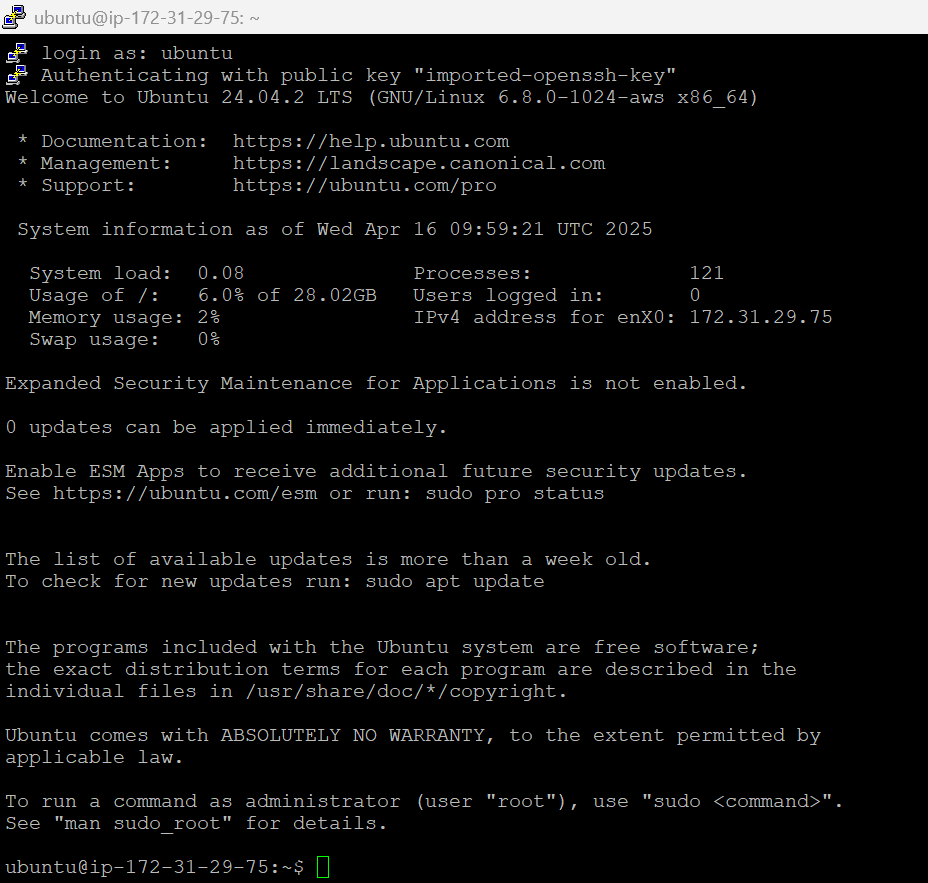 ubuntu@ip-172-31-29-75: ~
login as: ubuntu
Authenticating with public key "imported-openssh-key"
Welcome to Ubuntu 24.04.2 LTS (GNU/Linux 6.8.0-1024-aws x86_64)
* Documentation:  https://help.ubuntu.com
* Management:     https://landscape.canonical.com
* Support:        https://ubuntu.com/pro
System information as of Wed Apr 16 09:59:21 UTC 2025
System load:  0.08              Processes:             121
Usage of /:   6.0% of 28.02GB   Users logged in:       0
Memory usage: 2%                IPv4 address for enX0: 172.31.29.75
Swap usage:   0%
Expanded Security Maintenance for Applications is not enabled.
0 updates can be applied immediately.
Enable ESM Apps to receive additional future security updates.
See https://ubuntu.com/esm or run: sudo pro status
The list of available updates is more than a week old.
To check for new updates run: sudo apt update
The programs included with the Ubuntu system are free software;
the exact distribution terms for each program are described in the
individual files in /usr/share/doc/*/copyright.
Ubuntu comes with ABSOLUTELY NO WARRANTY, to the extent permitted by
applicable law.
To run a command as administrator (user "root"), use "sudo <command>".
See "man sudo_root" for details.
ubuntu@ip-172-31-29-75:~$